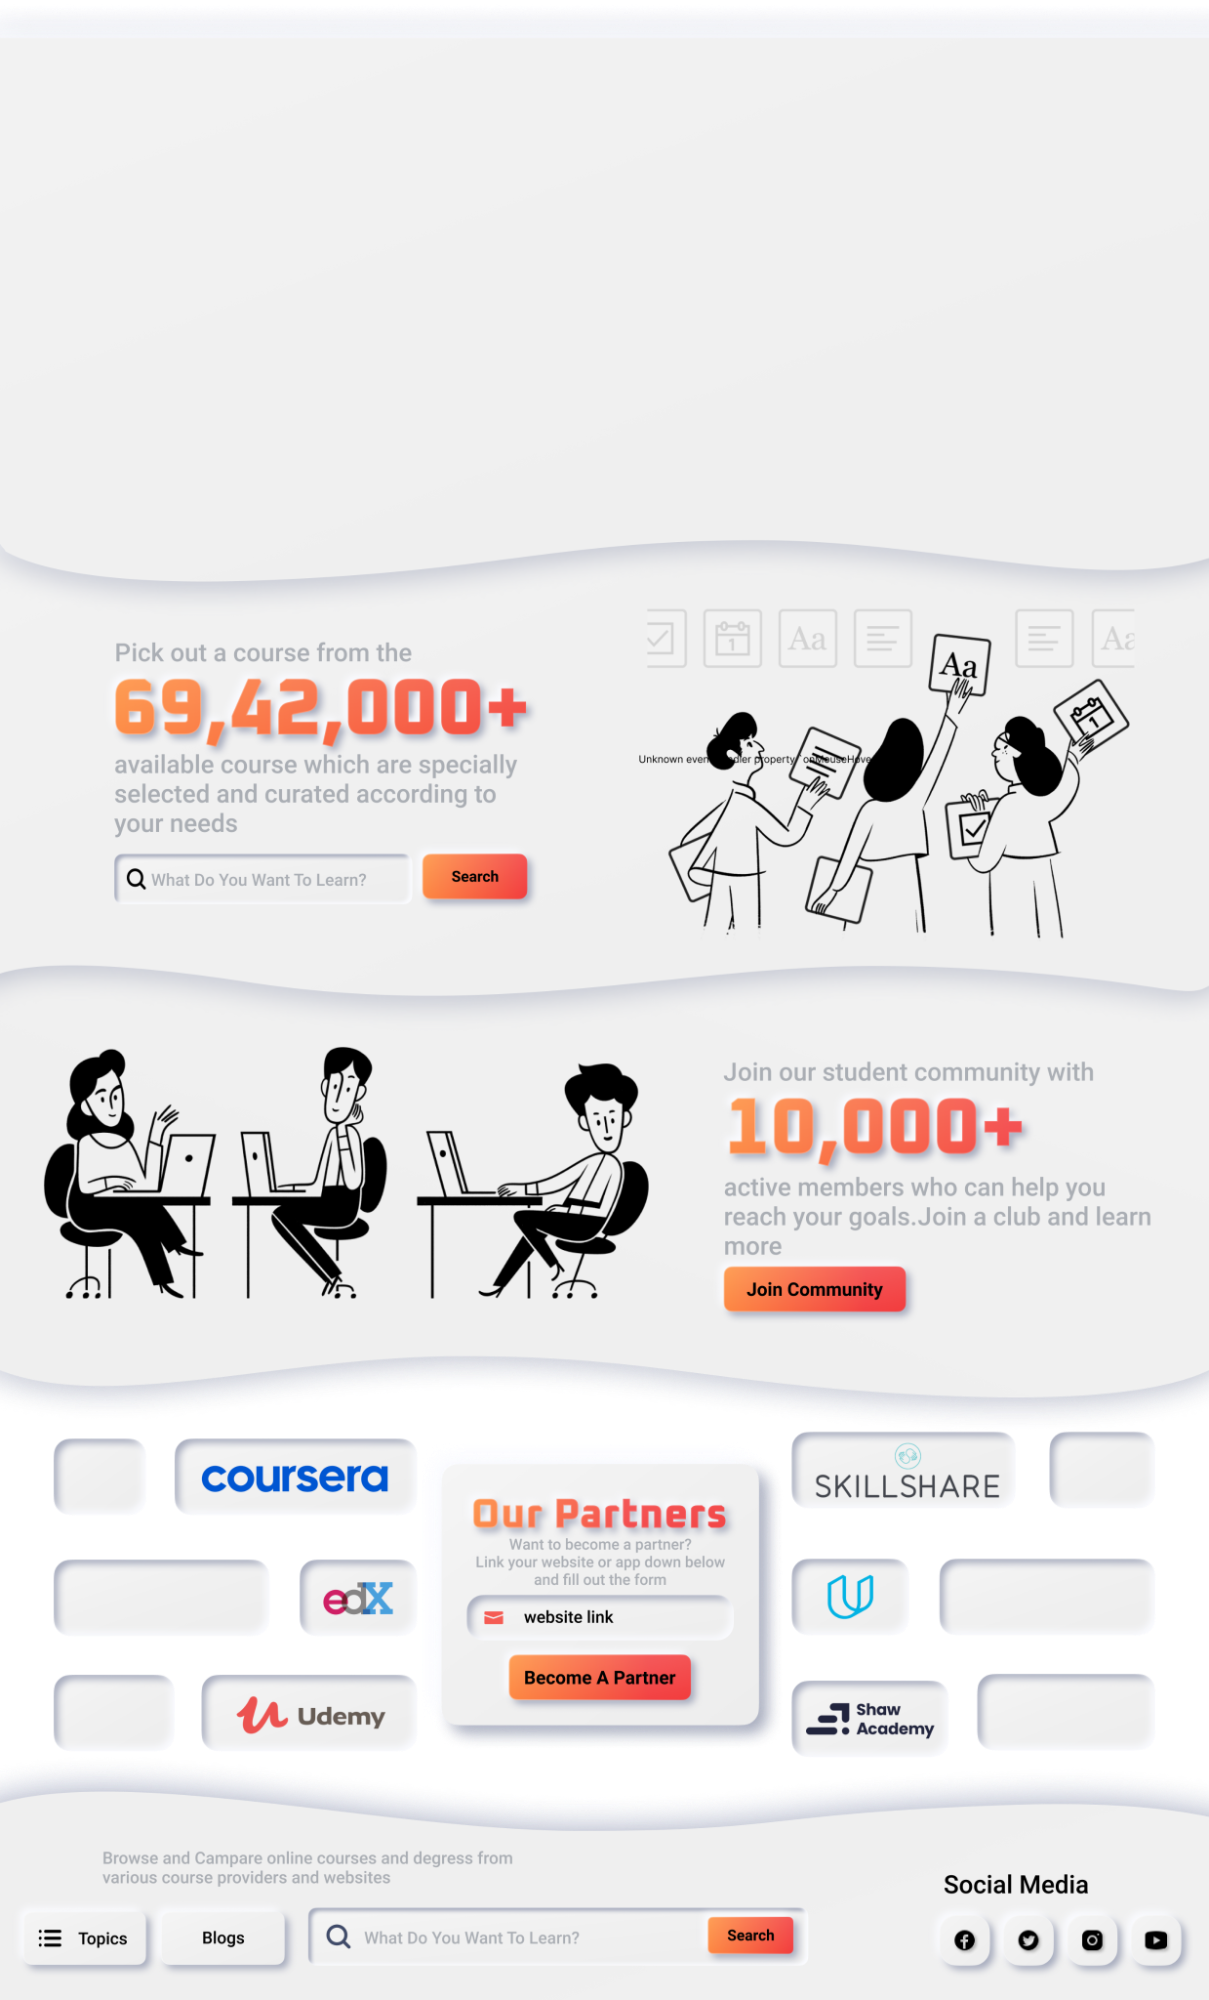 Pick out a course from the
69,42,000+
available course which are specially
selected and curated according to
your needs
What Do You Want To Learn?
Search
Aa
Aa
Aa
1
1
Unknown even
dler property
onMouseHove
Join our student community with
10,000+
active members who can help you
reach your goals.Join a club and learn
more
Join Community
coursera
edX
Udemy
Our Partners
Want to become a partner?
Link your website or app down below
and fill out the form
website link
Become A Partner
SKILLSHARE
Shaw
Academy
Browse and Campare online courses and degress from
various course providers and websites
Topics
Blogs
What Do You Want To Learn?
Search
Social Media